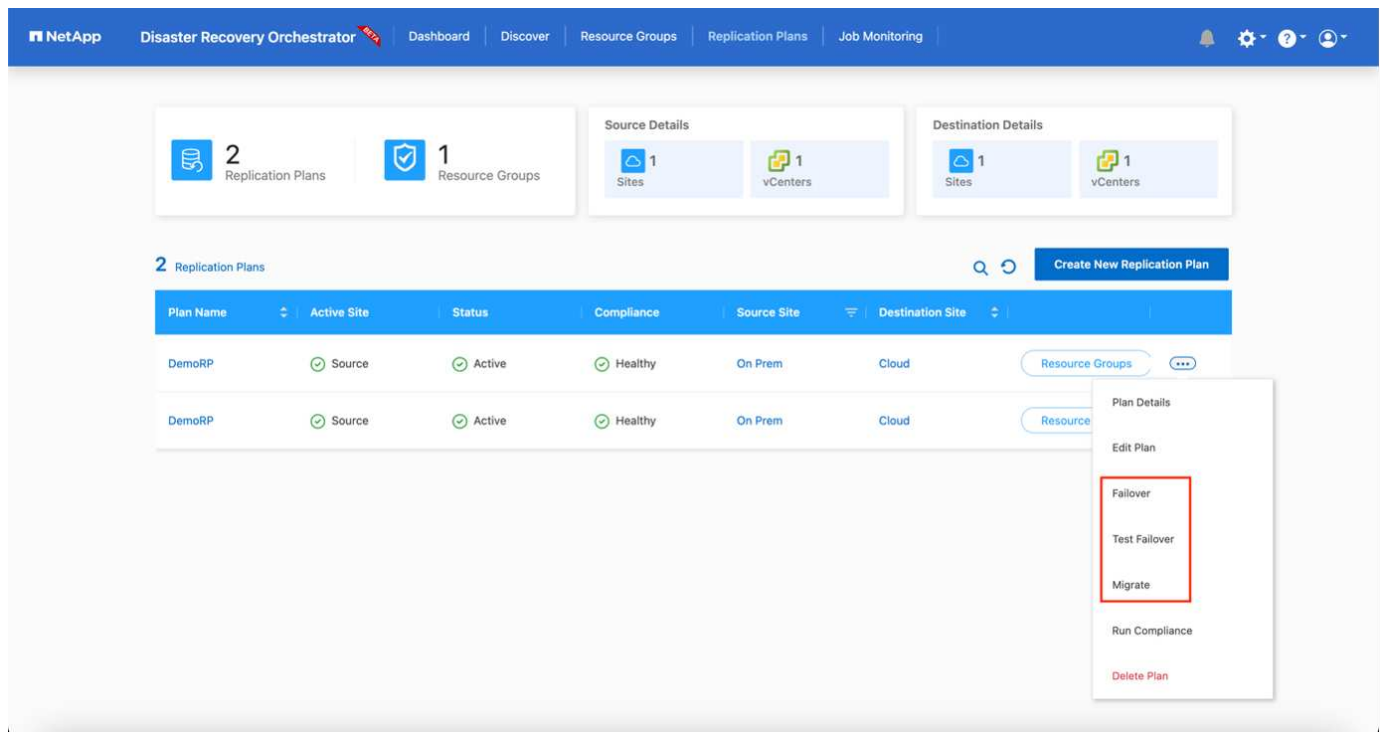 NetApp Disaster Recovery Orchestrator BETA Dashboard Discover Resource Groups Replication Plans Job Monitoring
Source Details Destination Details
2 Replication Plans 1 Resource Groups 1 Sites 1 vCenters 1 Sites 1 vCenters
2 Replication Plans Create New Replication Plan
Plan Name Active Site Status Compliance Source Site Destination Site
DemoRP Source Active Healthy On Prem Cloud Resource Groups
DemoRP Source Active Healthy On Prem Cloud Resource
Plan Details
Edit Plan
Failover
Test Failover
Migrate
Run Compliance
Delete Plan